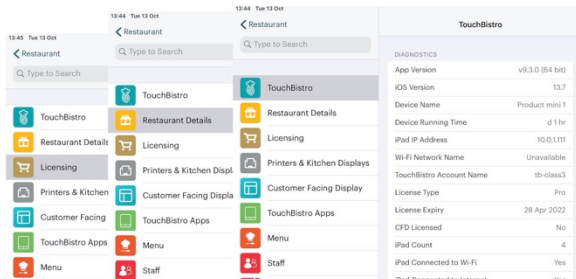 13:45 Tue 13 Oct
Restaurant
Type to Search
TouchBistro
Restaurant Details
Licensing
Printers & Kitchen
Customer Facing
TouchBistro Apps
Menu
13:44 Tue 13 Oct
Restaurant
Type to Search
TouchBistro
Restaurant Details
Licensing
Printers & Kitchen Displ
Customer Facing Displa
TouchBistro Apps
Menu
Staff
13:44 Tue 13 Oct
Restaurant
Type to Search
TouchBistro
Restaurant Details
Licensing
Printers & Kitchen Displays
Customer Facing Display
TouchBistro Apps
Menu
Staff
TouchBistro
DIAGNOSTICS
App Version v9.3.0 (64 bit)
iOS Version 13.7
Device Name Product mini 1
Device Running Time d 1 hr
iPad IP Address 10.0.1.111
Wi-Fi Network Name Unavailable
TouchBistro Account Name tb-class3
License Type Pro
License Expiry 28 Apr 2022
CFD Licensed No
iPad Count 4
iPad Connected to Wi-Fi Yes